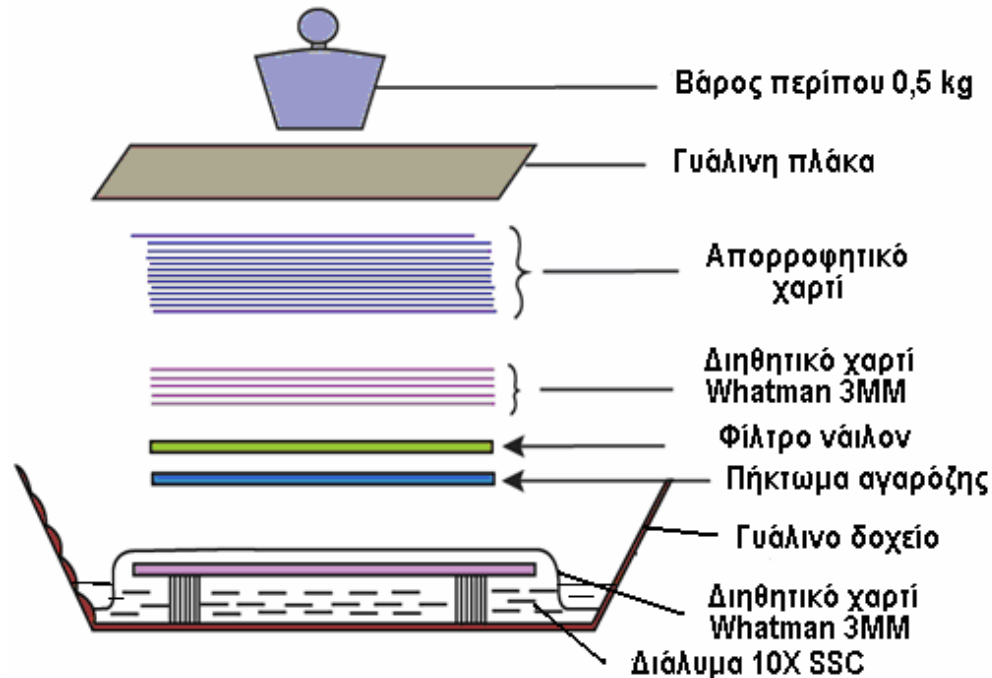 Βάρος περίπου 0,5 kg
Γυάλινη πλάκα
Απορροφητικό
χαρτί
Διηθητικό χαρτί
Whatman 3MM
Φίλτρο νάιλον
Πήκτωμα αγαρόζης
Γυάλινο δοχείο
Διηθητικό χαρτί
Whatman 3MM
Διάλυμα 10X SSC